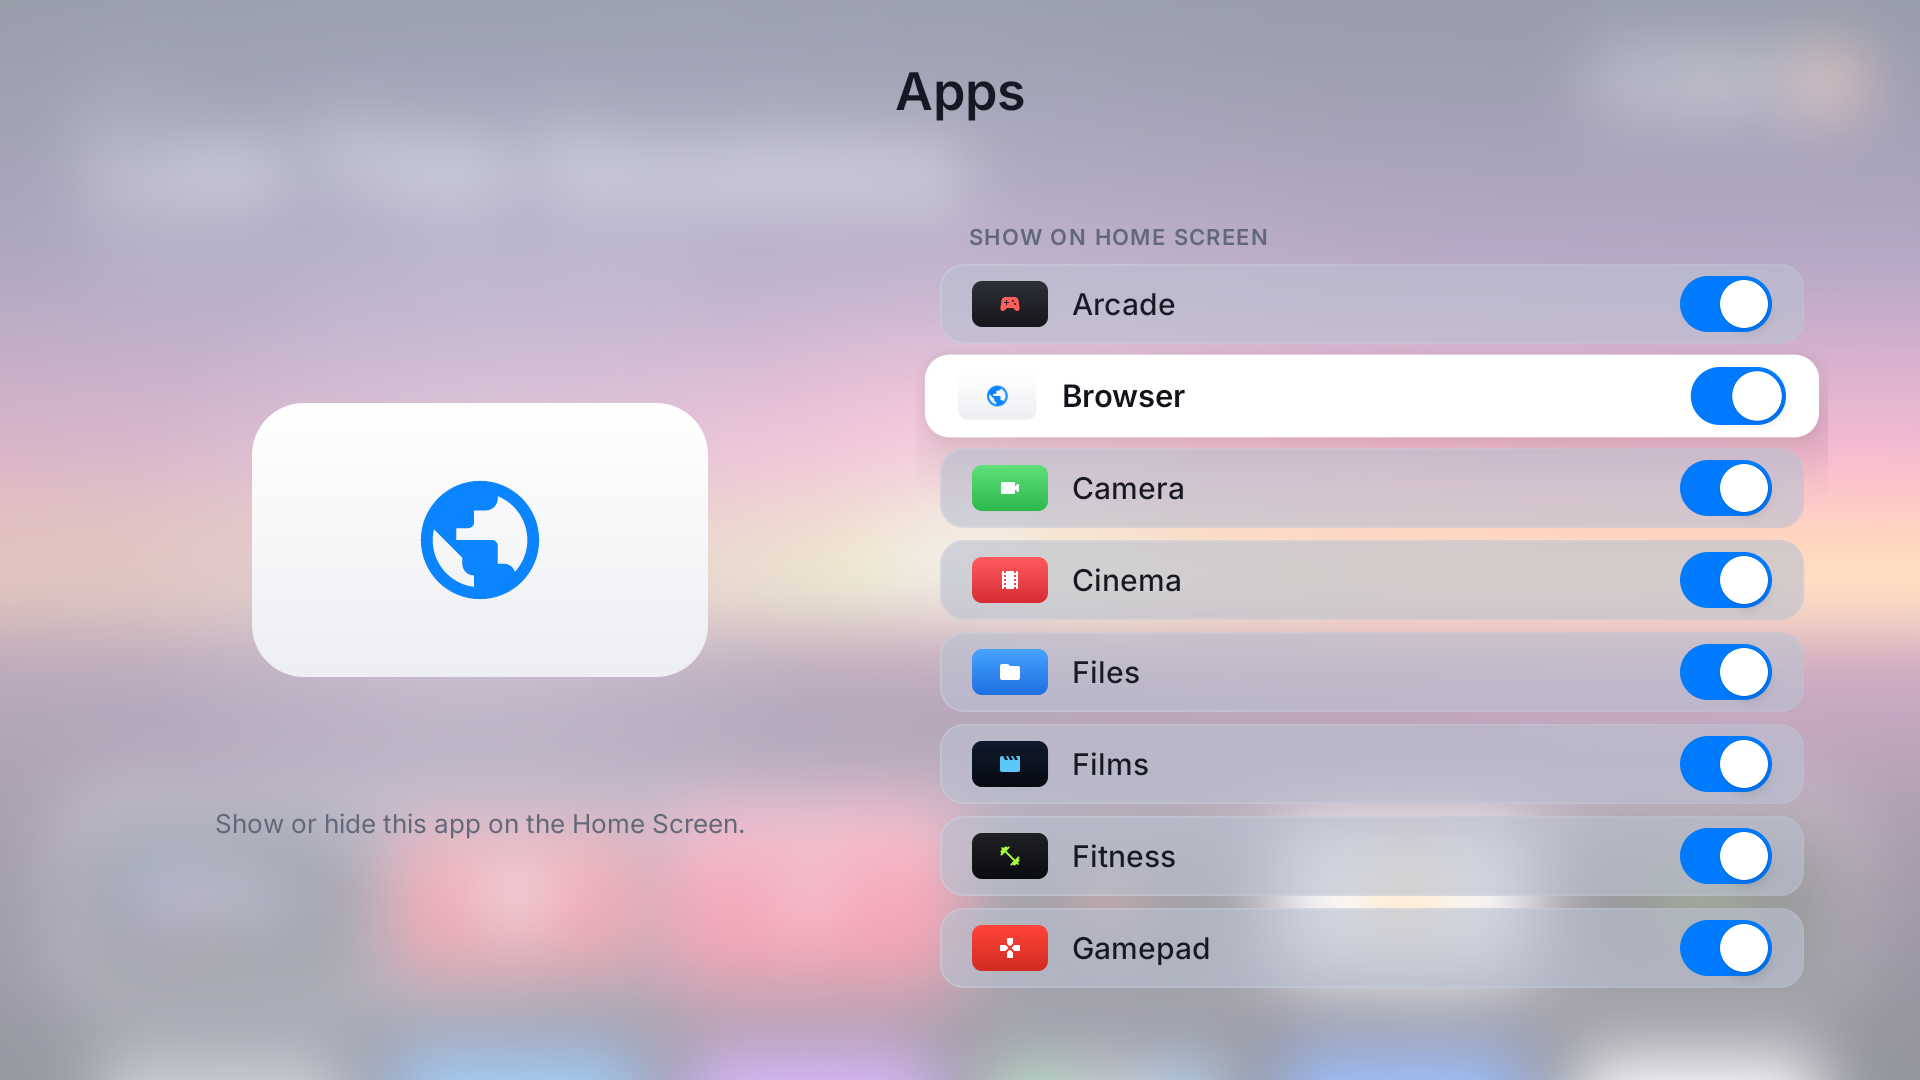 Apps
SHOW ON HOME SCREEN
Arcade
Browser
Camera
Cinema
Files
Films
Fitness
Gamepad
Show or hide this app on the Home Screen.